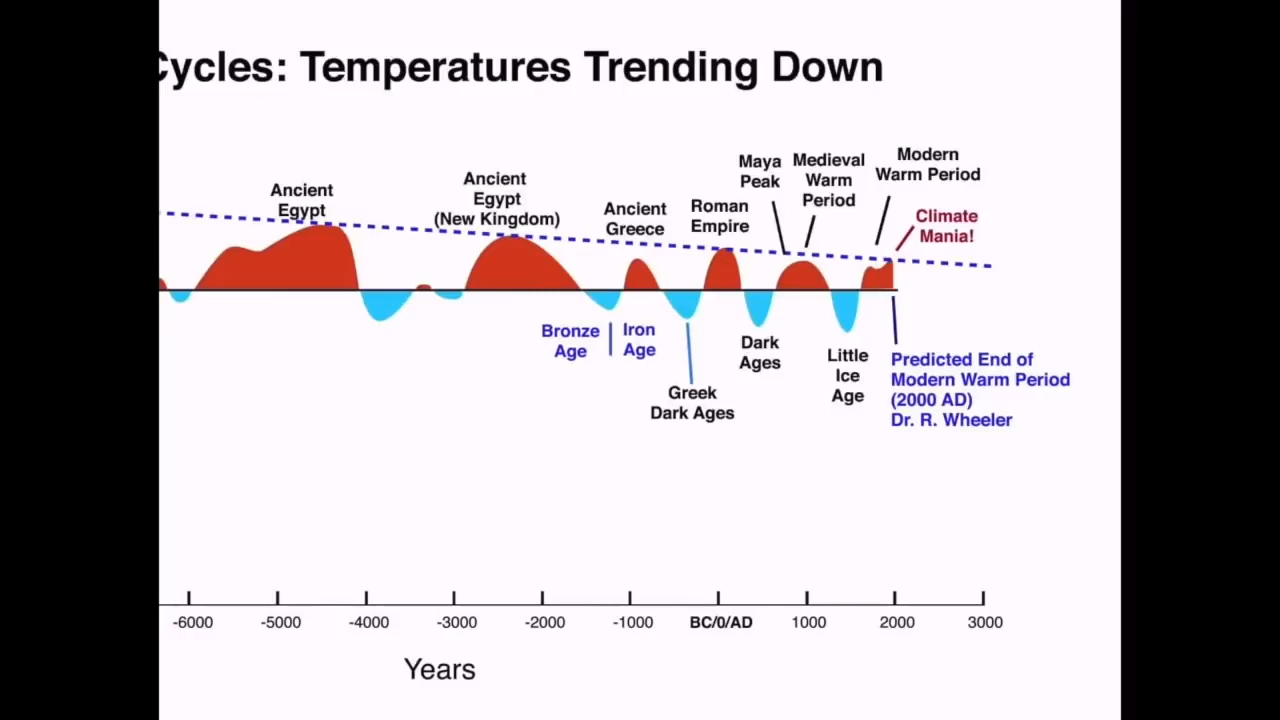 Cycles: Temperatures Trending Down
Ancient
Egypt
Ancient
Egypt
(New Kingdom)
Ancient
Greece
Roman
Empire
Maya
Peak
Medieval
Warm
Period
Modern
Warm Period
Climate
Mania!
Bronze
Age
Iron
Age
Greek
Dark Ages
Dark
Ages
Little
Ice
Age
Predicted End of
Modern Warm Period
(2000 AD)
Dr. R. Wheeler
-6000 -5000 -4000 -3000 -2000 -1000 BC/0/AD 1000 2000 3000
Years